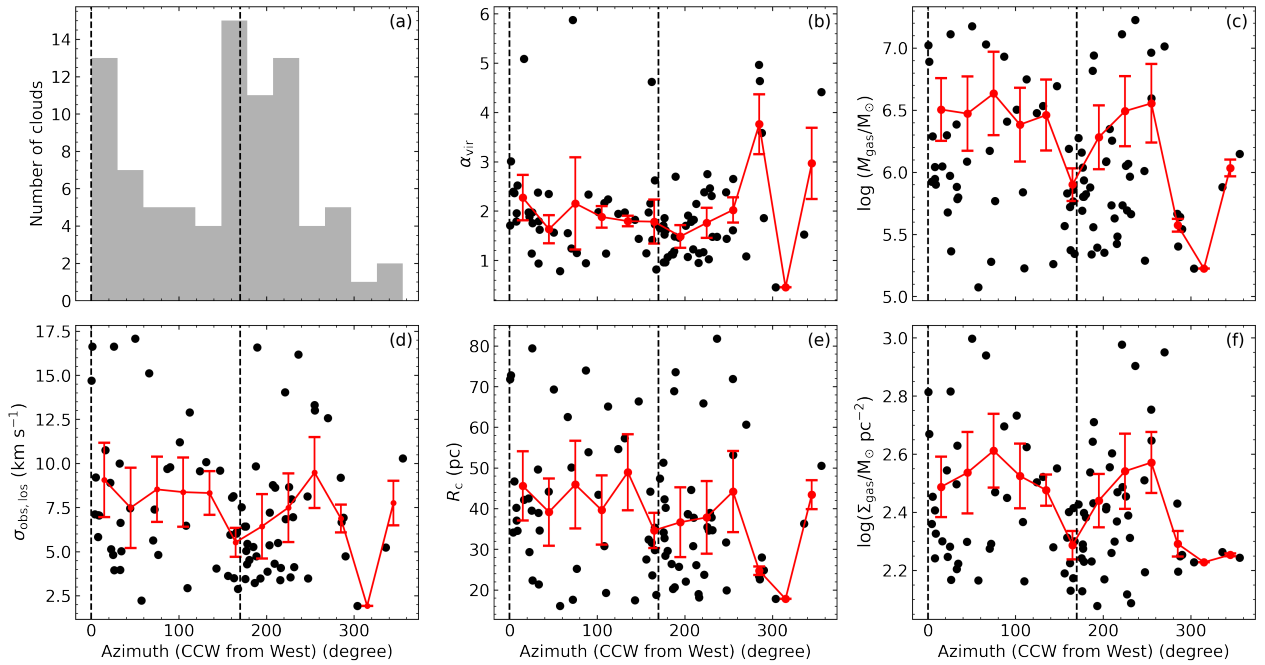 (a)
Number of clouds
14
12
10
8
6
4
2
0
(b)
α_vir
6
5
4
3
2
1
0 100 200 300
(c)
log (M_gas/M_⊙)
7.0
6.5
6.0
5.5
5.0
(d)
σ_obs, los (km s⁻¹)
17.5
15.0
12.5
10.0
7.5
5.0
2.5
0 100 200 300
Azimuth (CCW from West) (degree)
(e)
R_c (pc)
80
70
60
50
40
30
20
0 100 200 300
Azimuth (CCW from West) (degree)
(f)
log(Σ_gas/M_⊙ pc⁻²)
3.0
2.8
2.6
2.4
2.2
0 100 200 300
Azimuth (CCW from West) (degree)